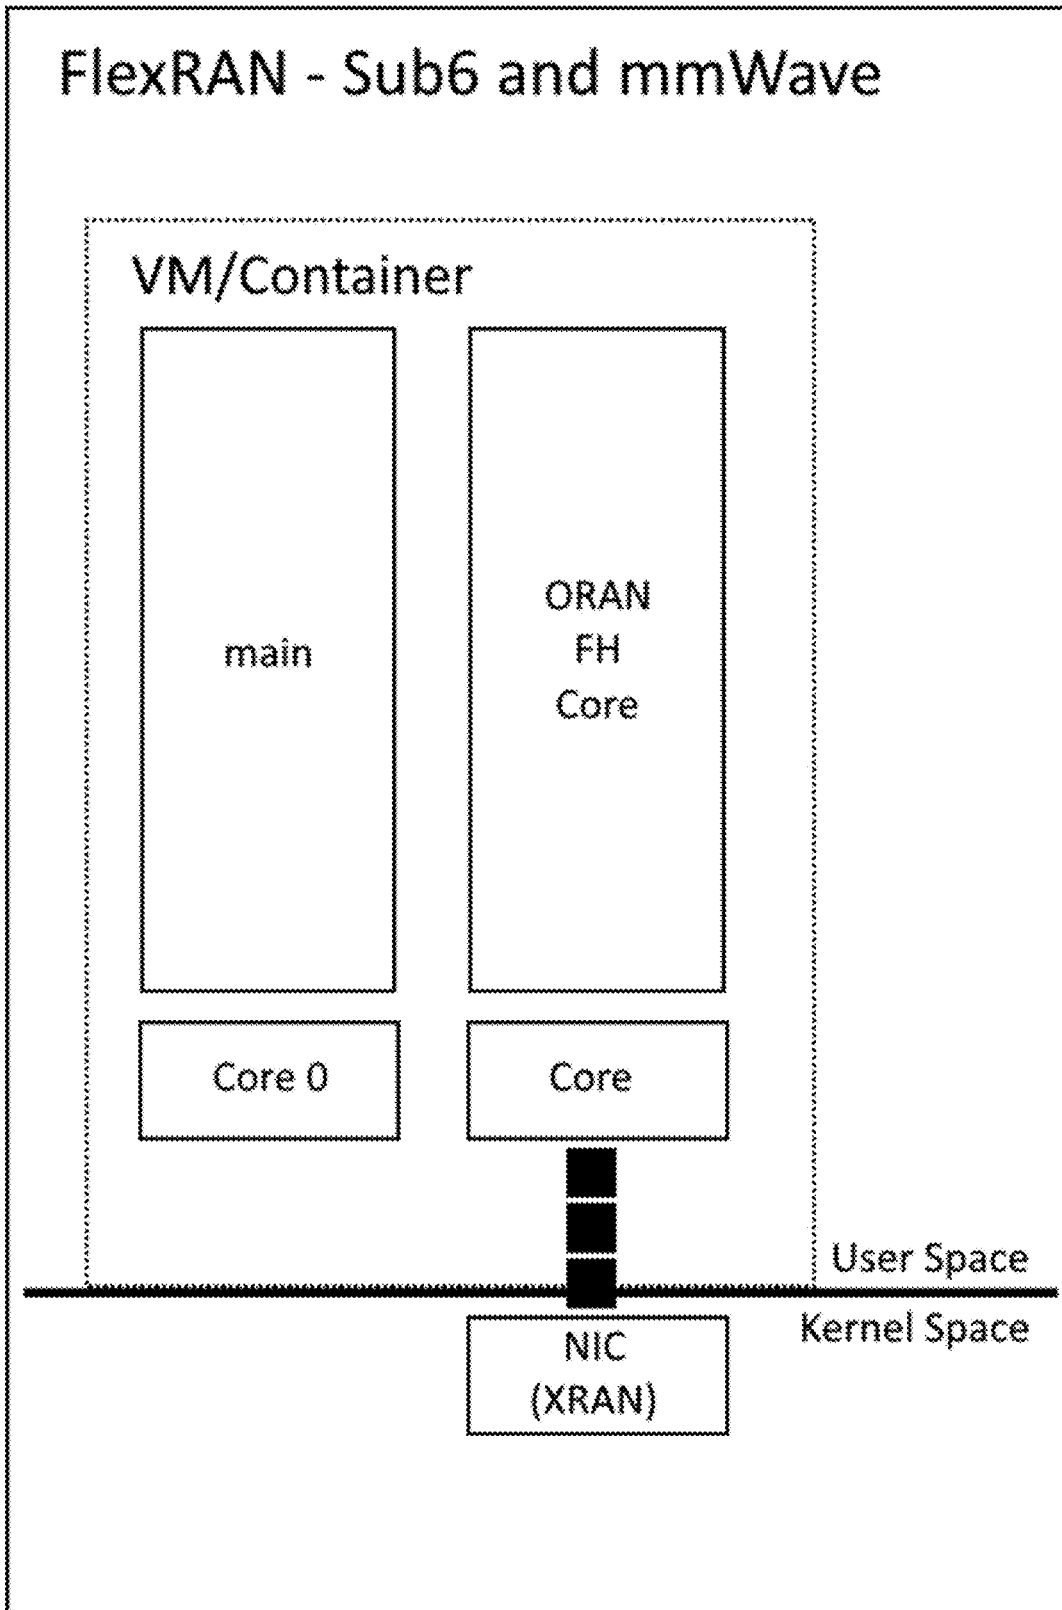 FlexRAN - Sub6 and mmWave
VM/Container
main
ORAN
FH
Core
Core 0
Core
User Space
Kernel Space
NIC
(XRAN)